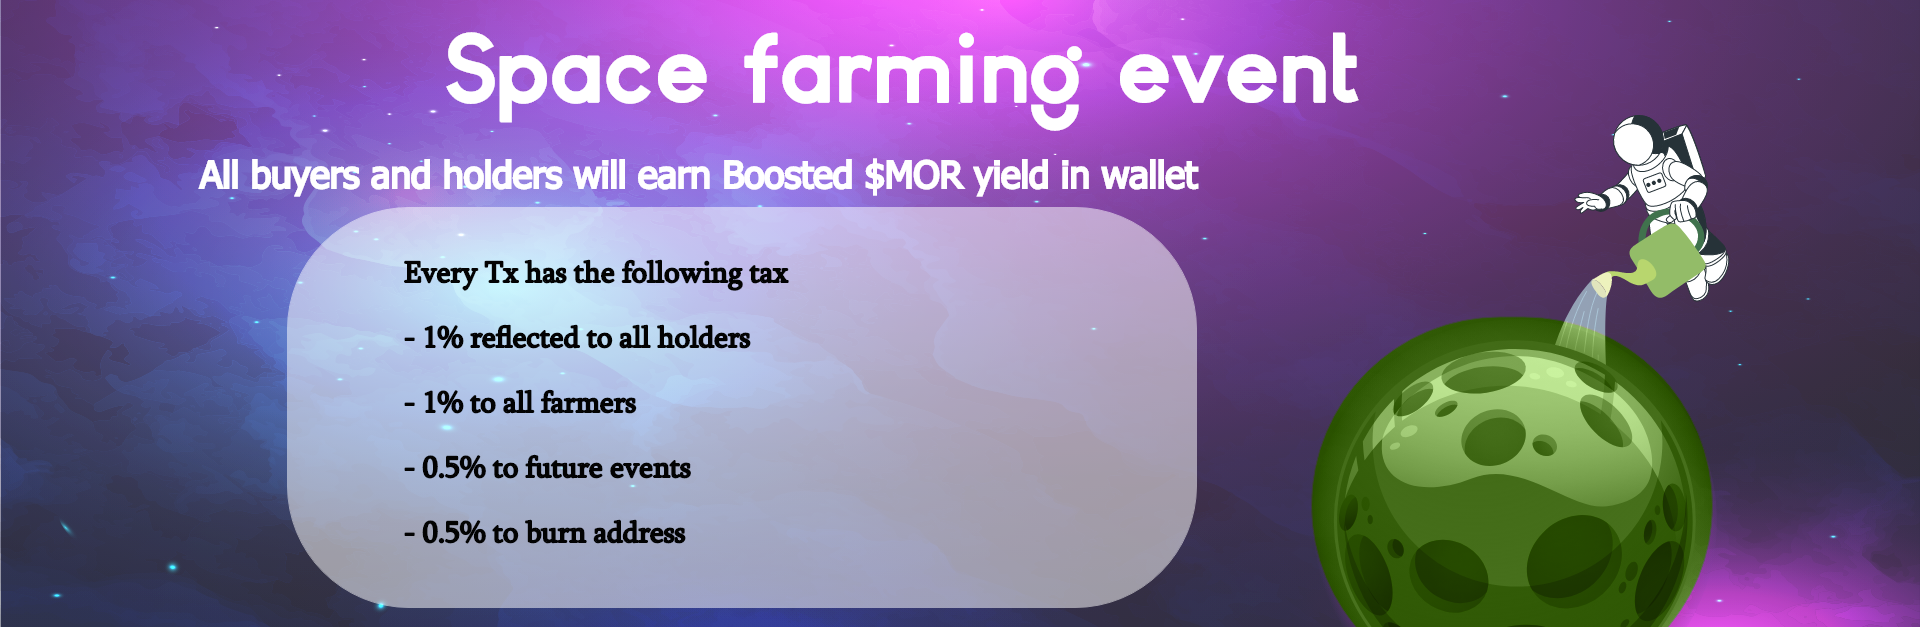 Space farming event
All buyers and holders will earn Boosted $MOR yield in wallet
Every Tx has the following tax
- 1% reflected to all holders
- 1% to all farmers
- 0.5% to future events
- 0.5% to burn address